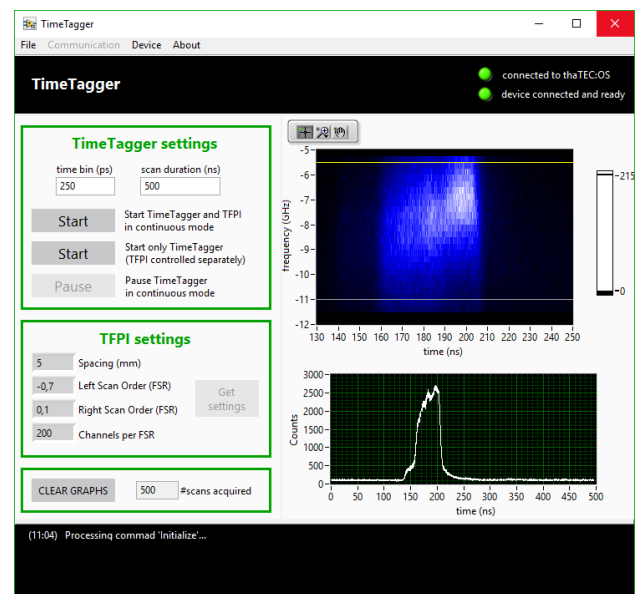 TimeTagger
File Communication Device About
TimeTagger
connected to thaTEC:OS
device connected and ready
TimeTagger settings
time bin (ps) scan duration (ns)
250 500
Start Start TimeTagger and TFPI in continuous mode
Start Start only TimeTagger (TFPI controlled separately)
Pause Pause TimeTagger in continuous mode
TFPI settings
5 Spacing (mm)
-0,7 Left Scan Order (FSR)
0,1 Right Scan Order (FSR)
200 Channels per FSR
Get settings
CLEAR GRAPHS 500 #scans acquired
frequency (GHz)
-5
-6
-7
-8
-9
-10
-11
-12
130 140 150 160 170 180 190 200 210 220 230 240 250
time (ns)
-215
-0
Counts
3000
2500
2000
1500
1000
500
0
0 50 100 150 200 250 300 350 400 450 500
time (ns)
(11:04) Processing commad 'Initialize'...